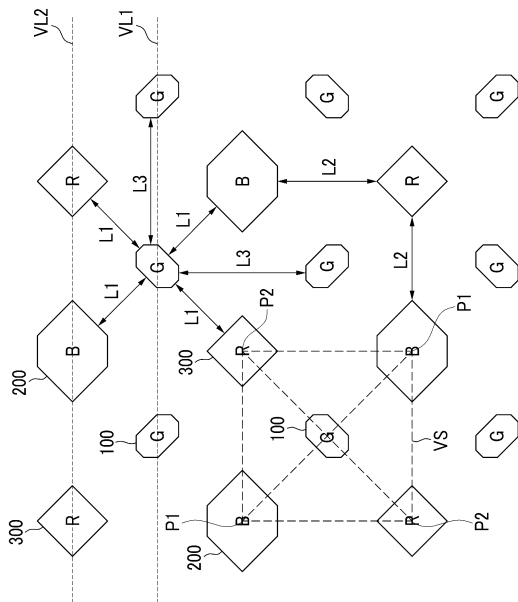 300
200
VL2
R B R
L1 L1
100
VL1
L3
G G G
P1
L1 L1
200
300
B R L3 B
P2
100
L2
G G G
L2
R B R
VS
P1
P2
G G G